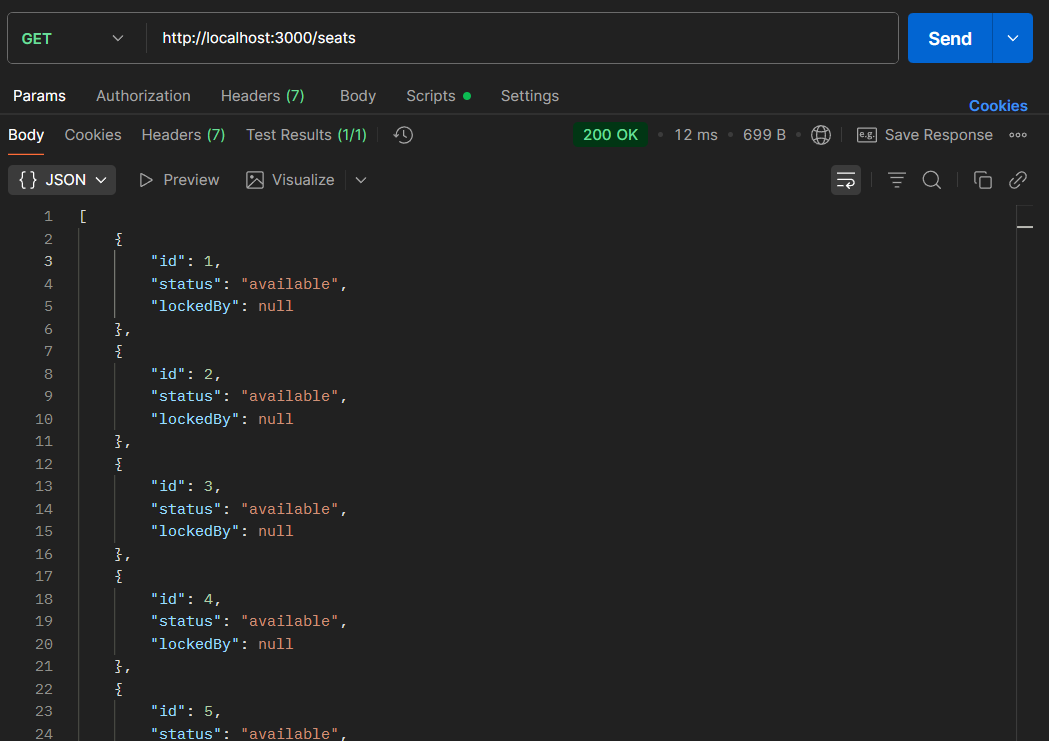 GET http://localhost:3000/seats Send
Params Authorization Headers (7) Body Scripts Settings
Cookies
Body Cookies Headers (7) Test Results (1/1) 200 OK • 12 ms • 699 B • e.g. Save Response
{} JSON Preview Visualize
1 [
2 {
3 "id": 1,
4 "status": "available",
5 "lockedBy": null
6 },
7 {
8 "id": 2,
9 "status": "available",
10 "lockedBy": null
11 },
12 {
13 "id": 3,
14 "status": "available",
15 "lockedBy": null
16 },
17 {
18 "id": 4,
19 "status": "available",
20 "lockedBy": null
21 },
22 {
23 "id": 5,
24 "status": "available",